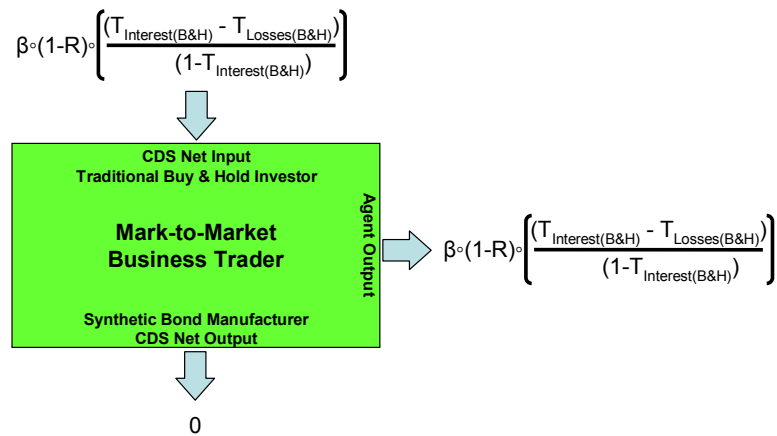 β∘(1-R)∘[(T_Interest(B&H) - T_Losses(B&H))
(1-T_Interest(B&H))]
CDS Net Input
Traditional Buy & Hold Investor
Mark-to-Market
Business Trader
Agent Output
β∘(1-R)∘[(T_Interest(B&H) - T_Losses(B&H))
(1-T_Interest(B&H))]
Synthetic Bond Manufacturer
CDS Net Output
0